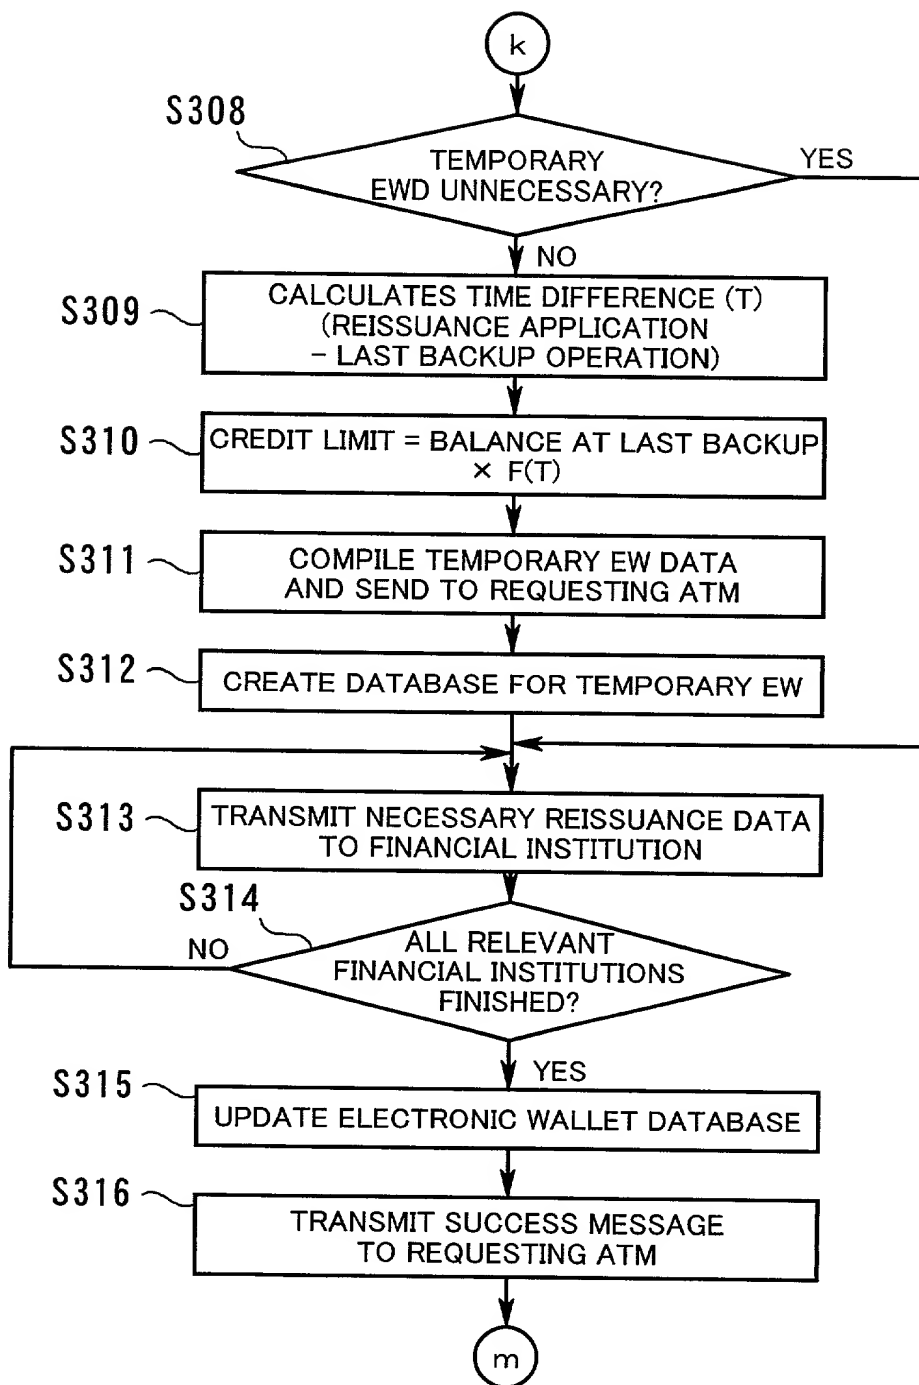 k
S308
TEMPORARY
EWD UNNECESSARY?
YES
NO
S309
CALCULATES TIME DIFFERENCE (T)
(REISSUANCE APPLICATION
- LAST BACKUP OPERATION)
S310
CREDIT LIMIT = BALANCE AT LAST BACKUP
× F(T)
S311
COMPILE TEMPORARY EW DATA
AND SEND TO REQUESTING ATM
S312
CREATE DATABASE FOR TEMPORARY EW
S313
TRANSMIT NECESSARY REISSUANCE DATA
TO FINANCIAL INSTITUTION
S314
NO
ALL RELEVANT
FINANCIAL INSTITUTIONS
FINISHED?
YES
S315
UPDATE ELECTRONIC WALLET DATABASE
S316
TRANSMIT SUCCESS MESSAGE
TO REQUESTING ATM
m